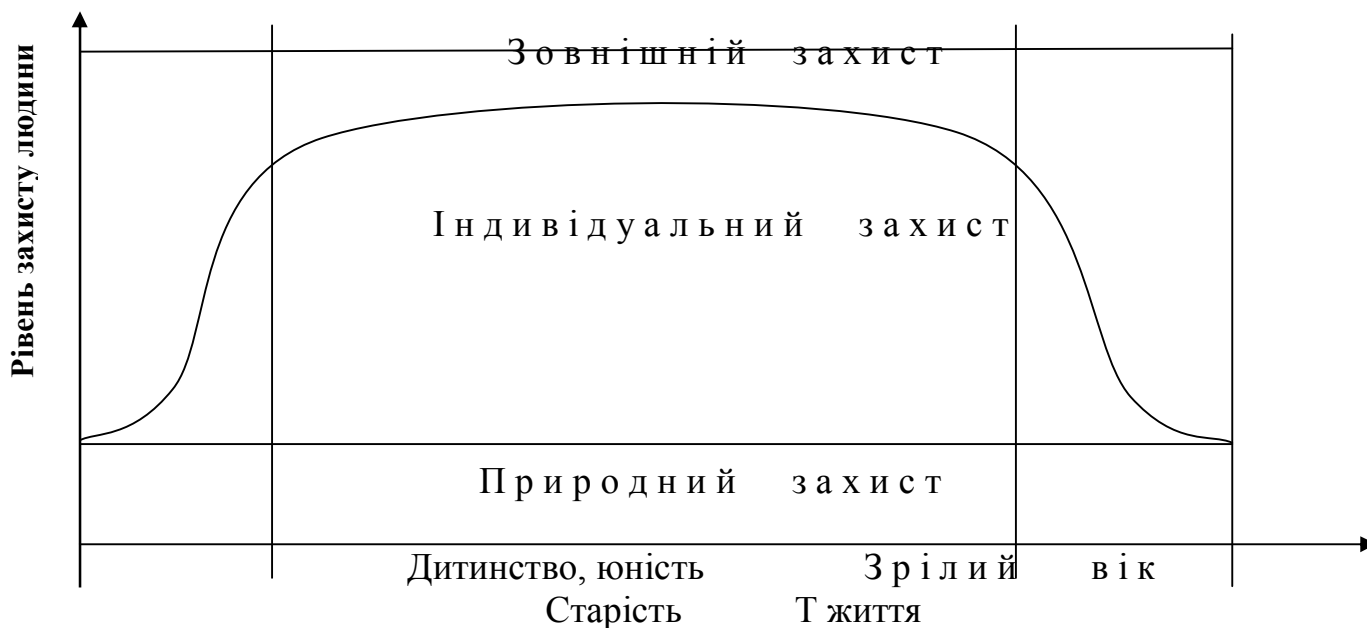 Рівень захисту людини
Зовнішній захист
Індивідуальний захист
Природний захист
Дитинство, юність Зрілий вік
Старість Т життя